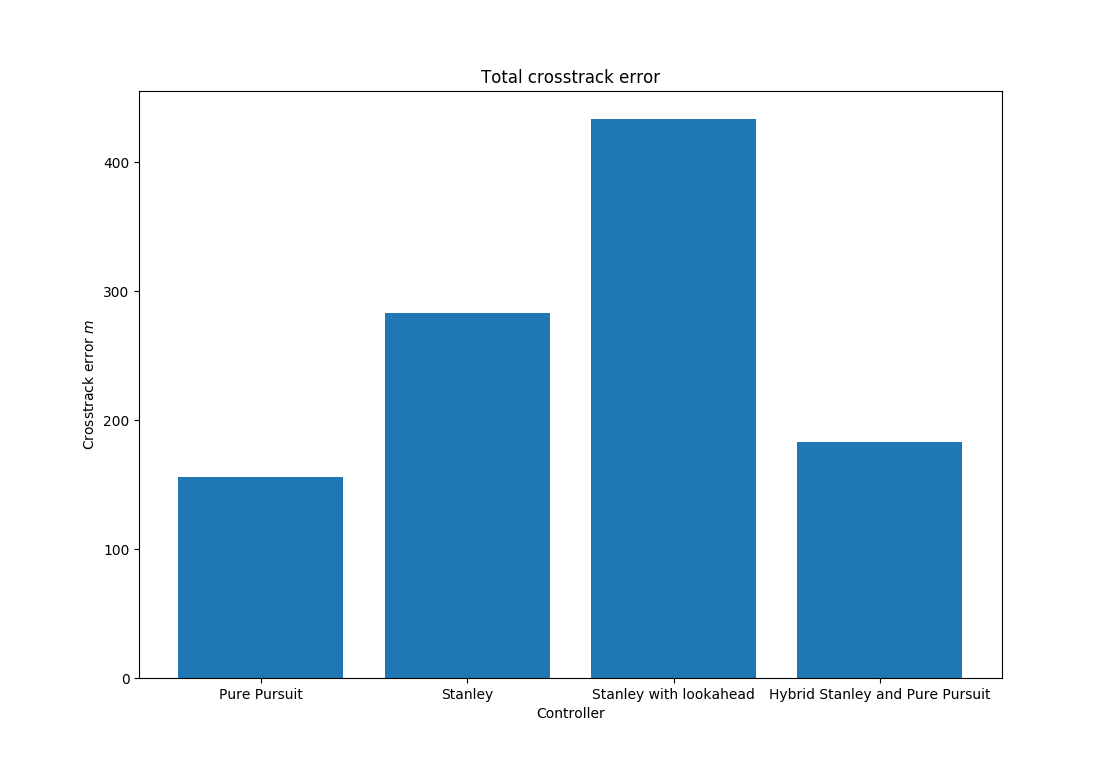 Total crosstrack error
Crosstrack error m
400
300
200
100
0
Pure Pursuit
Stanley
Stanley with lookahead
Hybrid Stanley and Pure Pursuit
Controller